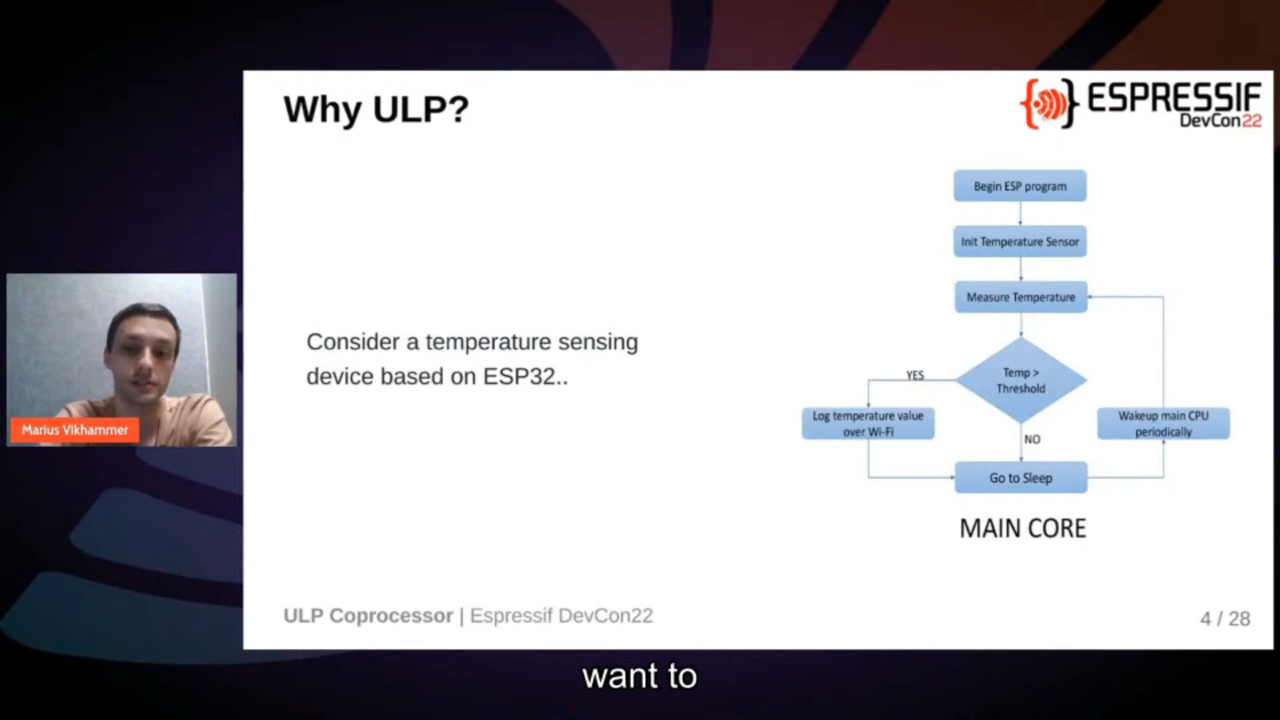 Why ULP?
ESPRESSIF
DevCon22
Begin ESP program
Init Temperature Sensor
Measure Temperature
Temp >
Threshold
YES
NO
Log temperature value
over Wi-Fi
Wakeup main CPU
periodically
Go to Sleep
MAIN CORE
Consider a temperature sensing
device based on ESP32..
Marius Vikhammer
ULP Coprocessor | Espressif DevCon22
4 / 28
want to